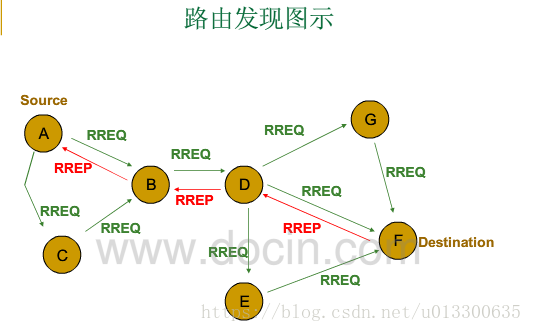 路由发现图示
Source
A
RREQ
RREP
RREQ
C
RREQ
B
RREQ
RREP
D
RREQ
G
RREQ
RREQ
RREP
F
Destination
RREQ
E
RREQ
www.docin.com
https://blog.csdn.net/u013300635